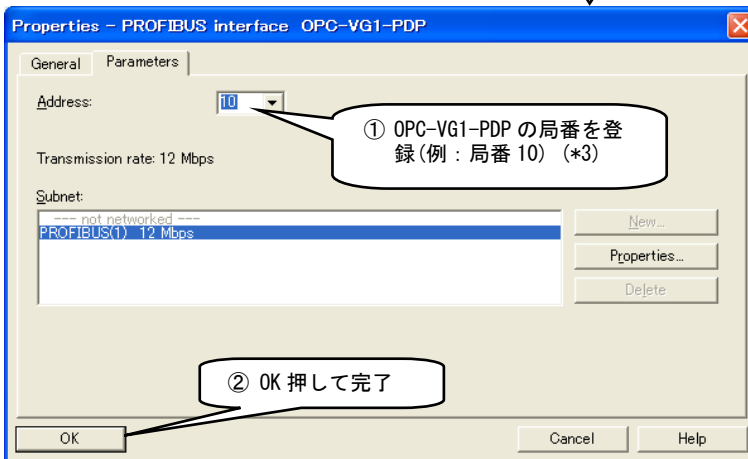 Properties - PROFIBUS interface OPC-VG1-PDP
General Parameters
Address: 10
① OPC-VG1-PDP の局番を登
録(例：局番 10) (*3)
Transmission rate: 12 Mbps
Subnet:
--- not networked ---
PROFIBUS(1) 12 Mbps
New...
Properties...
Delete
② OK 押して完了
OK Cancel Help